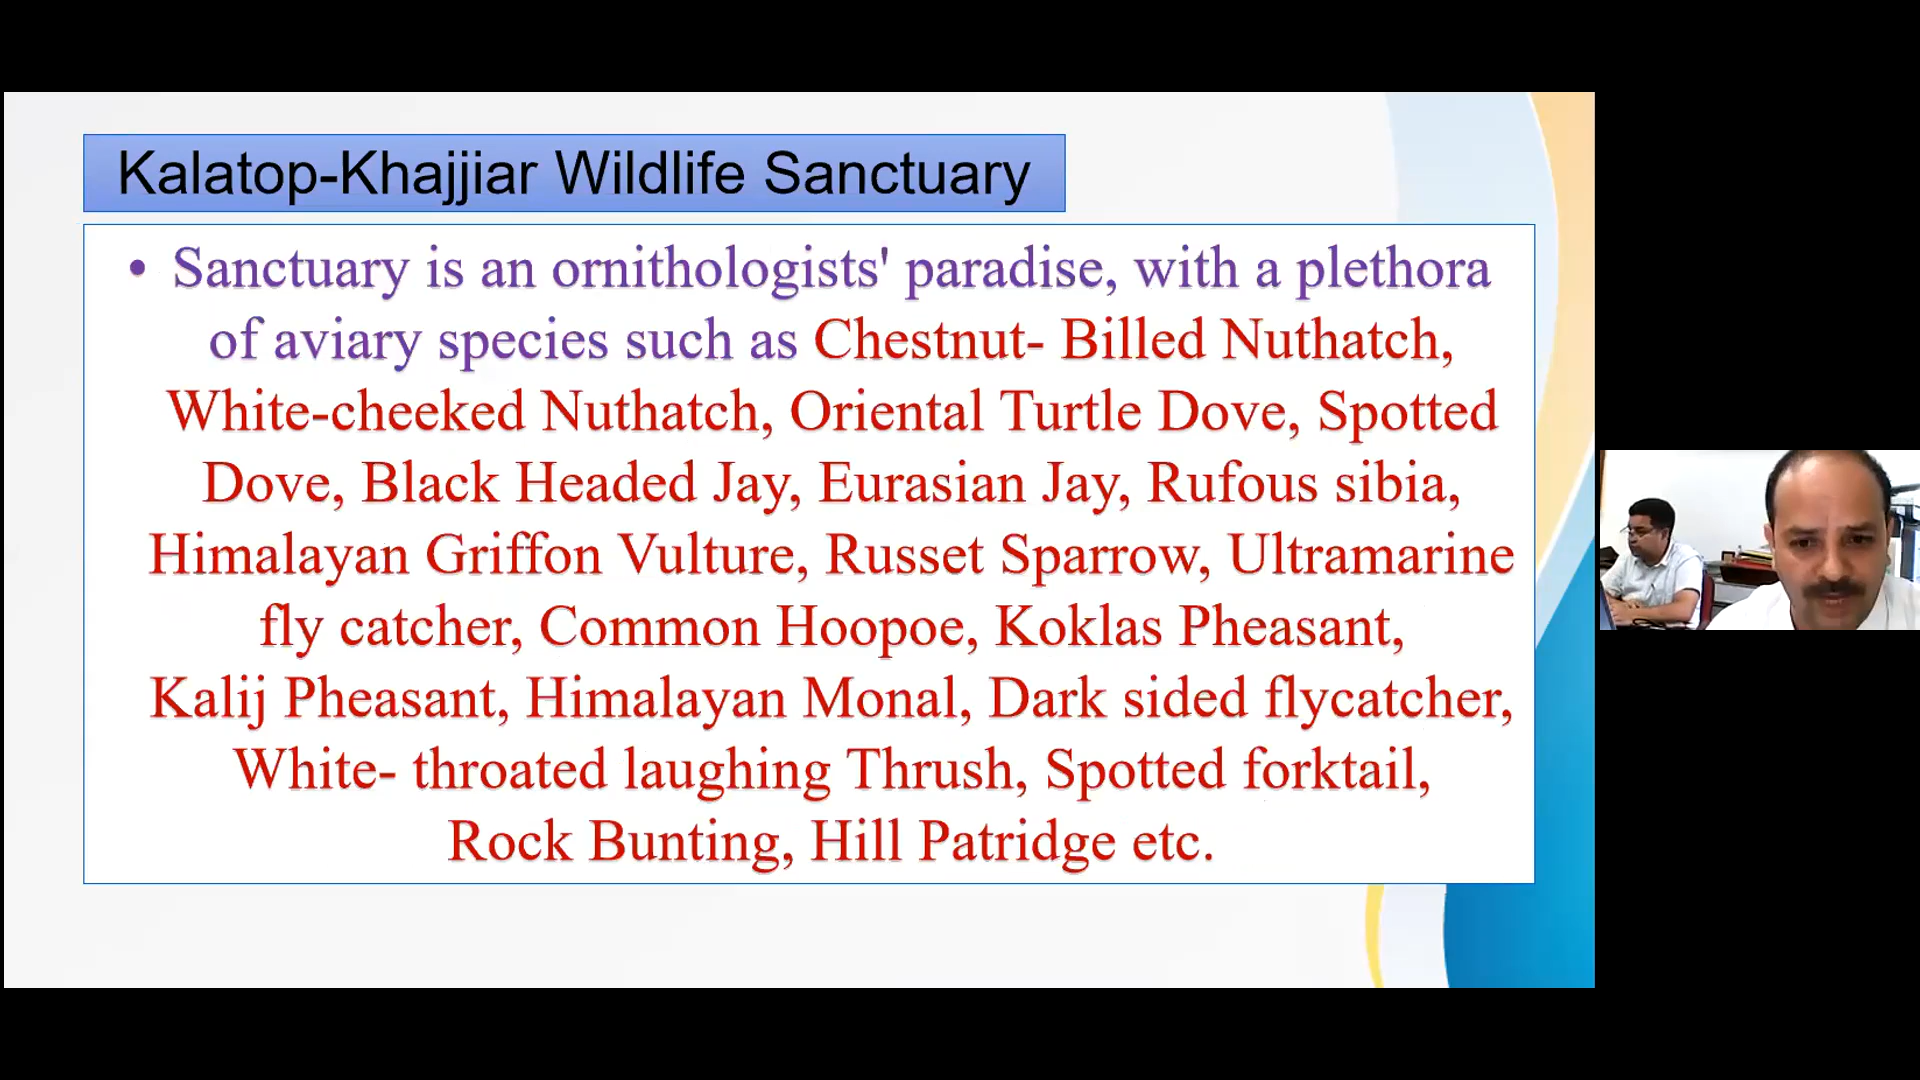 Kalatop-Khajjiar Wildlife Sanctuary
• Sanctuary is an ornithologists' paradise, with a plethora
of aviary species such as Chestnut- Billed Nuthatch,
White-cheeked Nuthatch, Oriental Turtle Dove, Spotted
Dove, Black Headed Jay, Eurasian Jay, Rufous sibia,
Himalayan Griffon Vulture, Russet Sparrow, Ultramarine
fly catcher, Common Hoopoe, Koklas Pheasant,
Kalij Pheasant, Himalayan Monal, Dark sided flycatcher,
White- throated laughing Thrush, Spotted forktail,
Rock Bunting, Hill Patridge etc.